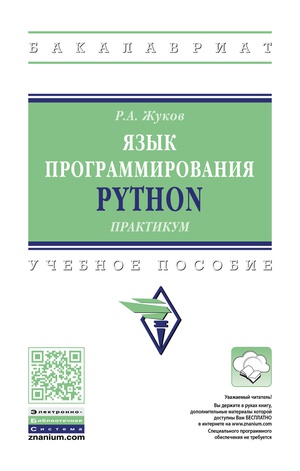 БАКАЛАВРИАТ
Р.А. Жуков
ЯЗЫК
ПРОГРАММИРОВАНИЯ
PYTHON
ПРАКТИКУМ
УЧЕБНОЕ ПОСОБИЕ
Электронно-
Библиотечная
Система
znanium.com
Уважаемый читатель!
Вы держите в руках книгу,
дополнительные материалы которой
доступны Вам БЕСПЛАТНО
в интернете на www.znanium.com
Специального программного
обеспечения не требуется